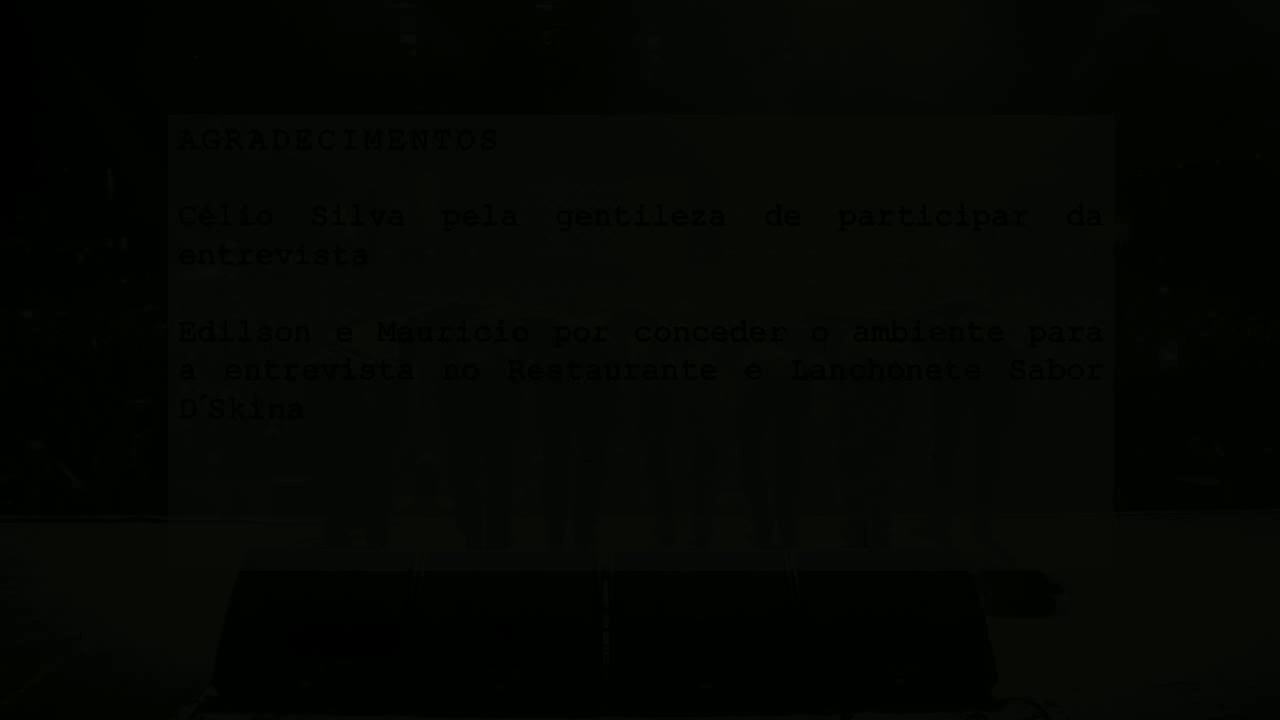 AGRADECIMENTOS
Célio Silva pela gentileza de participar da
entrevista
Edilson e Mauricio por conceder o ambiente para
a entrevista no Restaurante e Lanchonete Sabor
D´Skina